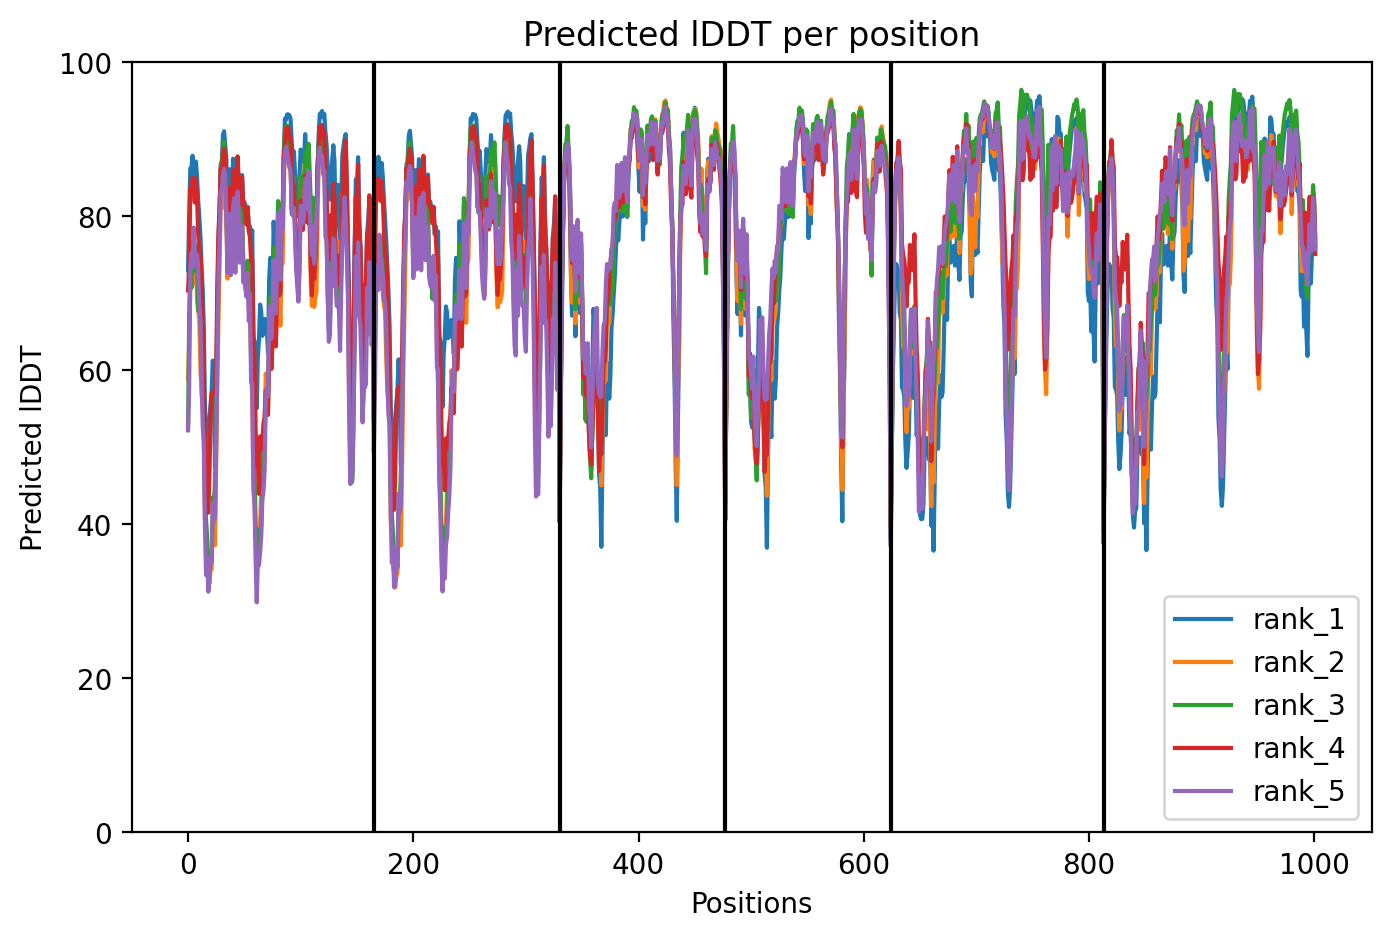 Predicted lDDT per position
100
80
60
40
20
0
Predicted lDDT
0 200 400 600 800 1000
Positions
rank_1
rank_2
rank_3
rank_4
rank_5